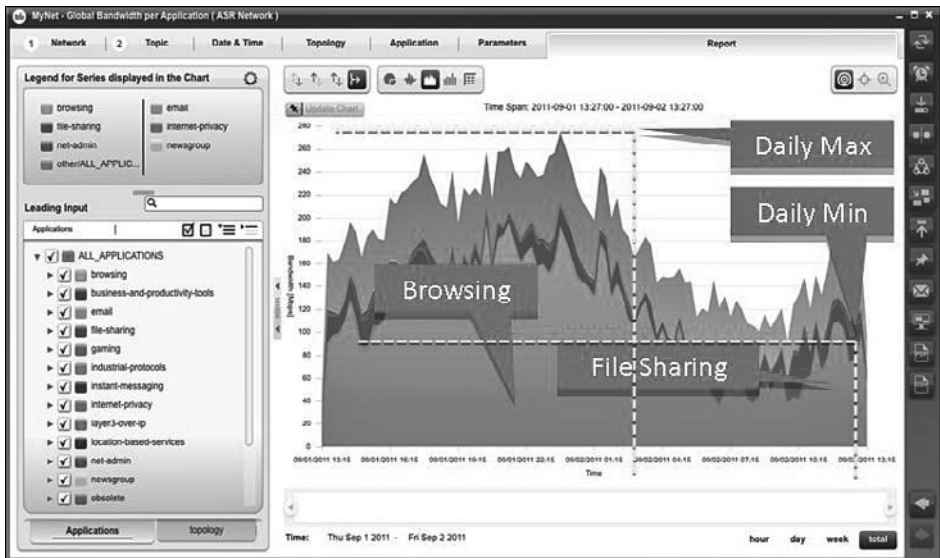 MyNet - Global Bandwidth per Application ( ASR Network )
1 Network 2 Topic Date & Time Topology Application Parameters Report
Legend for Series displayed in the Chart
browsing email
file-sharing internet-privacy
net-admin newsgroup
other/ALL_APPLIC...
Leading Input
Applications
ALL_APPLICATIONS
browsing
business-and-productivity-tools
email
file-sharing
gaming
industrial-protocols
instant-messaging
internet-privacy
layer3-over-ip
location-based-services
net-admin
newsgroup
obsolete
Applications topology
Update Chart
Time Span: 2011-09-01 13:27:00 - 2011-09-02 13:27:00
Bandwidth [Mbps]
280
260
240
220
200
180
160
140
120
100
80
60
40
20
0
Daily Max
Daily Min
Browsing
File Sharing
09/01/2011 13:15 09/01/2011 16:15 09/01/2011 19:15 09/01/2011 22:15 09/02/2011 01:15 09/02/2011 04:15 09/02/2011 07:15 09/02/2011 10:15 13:15
Time
Time: Thu Sep 1 2011 - Fri Sep 2 2011
hour day week total